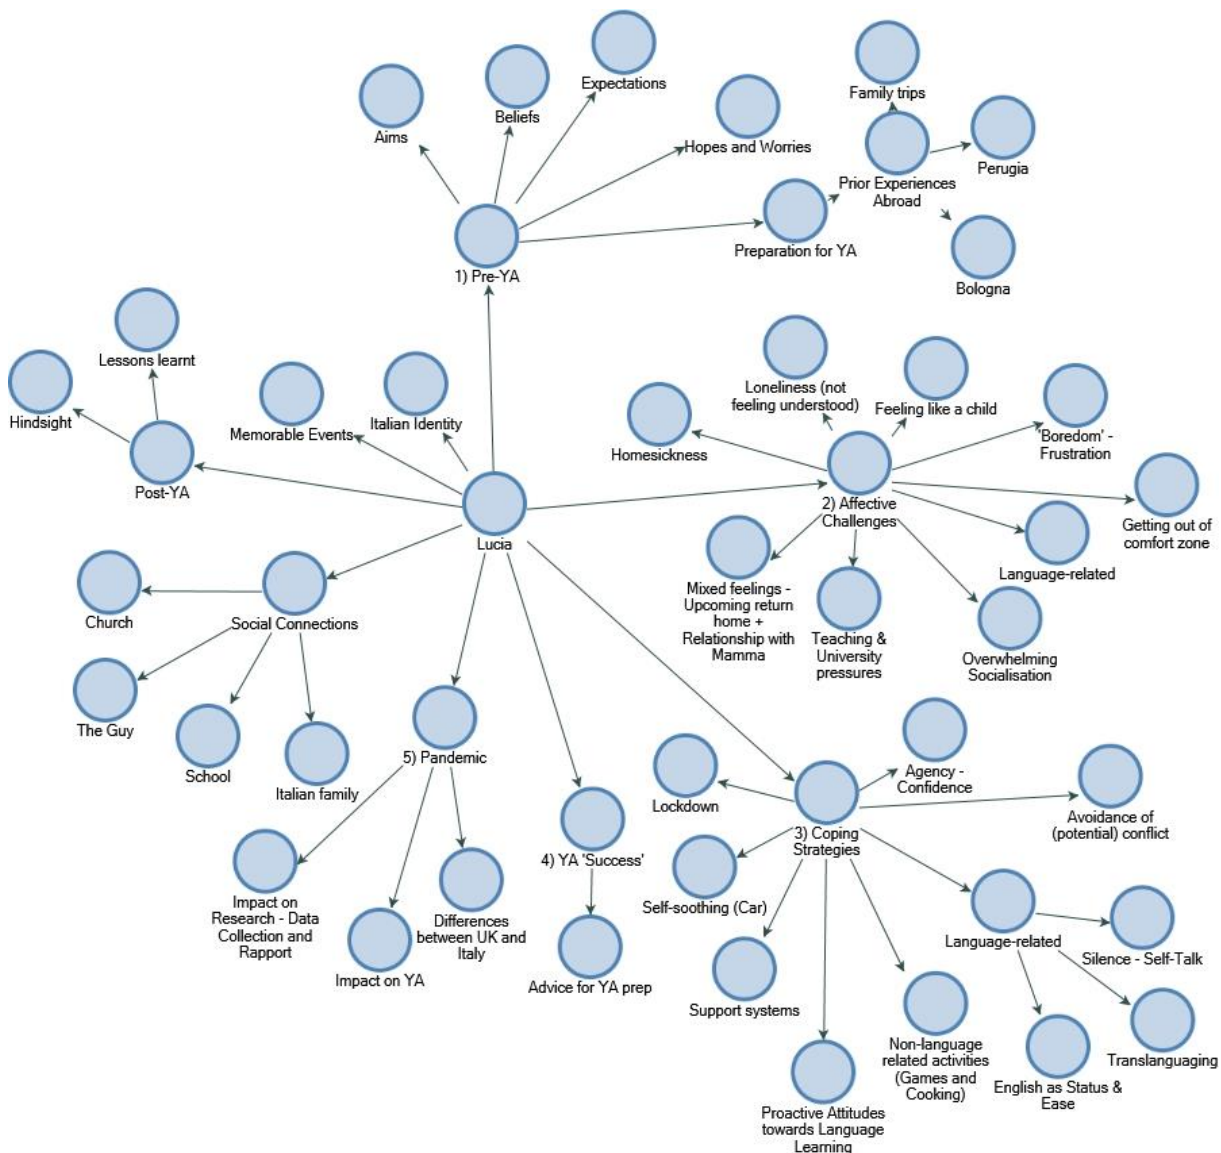 Expectations
Family trips
Beliefs
Aims
Hopes and Worries
Perugia
Prior Experiences
Abroad
Preparation for YA
1) Pre-YA
Bologna
Lessons learnt
Loneliness (not
feeling understood)
Feeling like a child
Hindsight
Memorable Events
Italian Identity
Homesickness
'Boredom' -
Frustration
Post-YA
2) Affective
Challenges
Getting out of
comfort zone
Lucia
Language-related
Mixed feelings -
Upcoming return
home +
Relationship with
Mamma
Teaching &
University
pressures
Overwhelming
Socialisation
Church
Social Connections
The Guy
School
Italian family
5) Pandemic
Lockdown
Agency -
Confidence
Avoidance of
(potential) conflict
3) Coping
Strategies
4) YA 'Success'
Impact on
Research - Data
Collection and
Rapport
Differences
between UK and
Italy
Impact on YA
Advice for YA prep
Self-soothing (Car)
Support systems
Language-related
Silence - Self-Talk
Non-language
related activities
(Games and
Cooking)
Translanguaging
English as Status &
Ease
Proactive Attitudes
towards Language
Learning